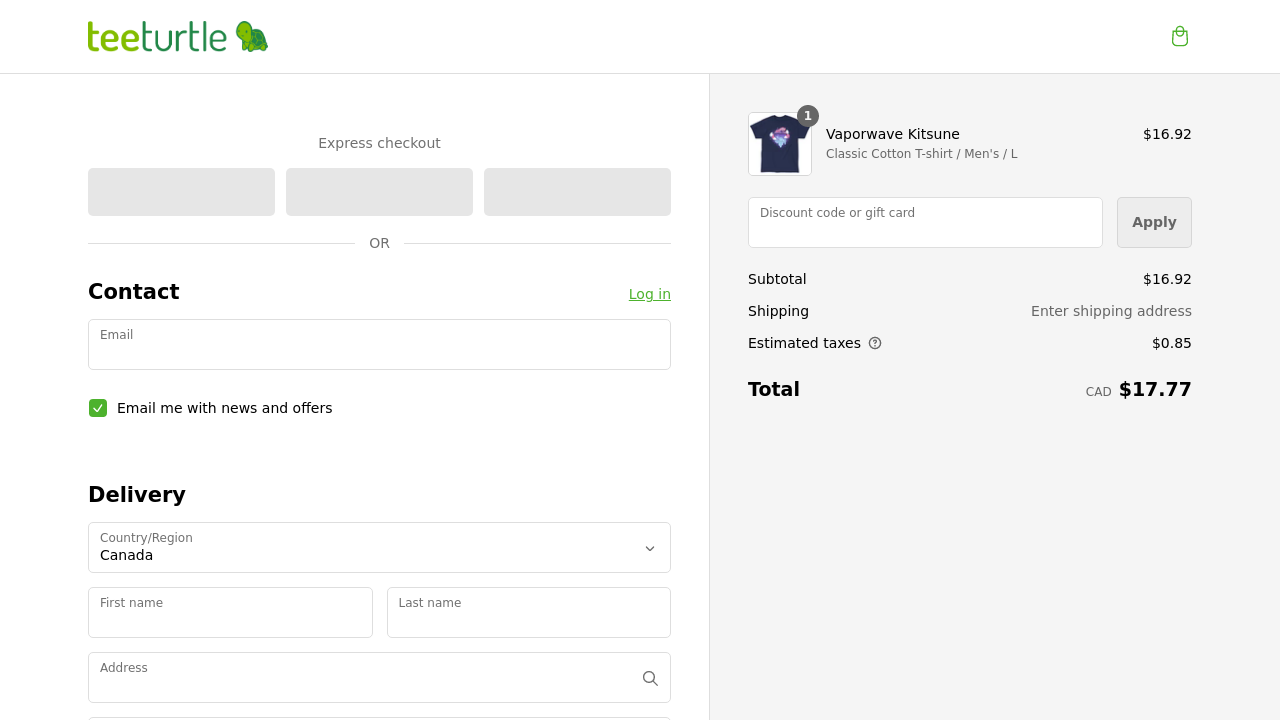 teeturtle
Express checkout
OR
Contact
Log in
Email
Email me with news and offers
Delivery
Country/Region
Canada
First name
Last name
Address
1
Vaporwave Kitsune
$16.92
Classic Cotton T-shirt / Men's / L
Discount code or gift card
Apply
Subtotal
$16.92
Shipping
Enter shipping address
Estimated taxes
$0.85
Total
CAD $17.77